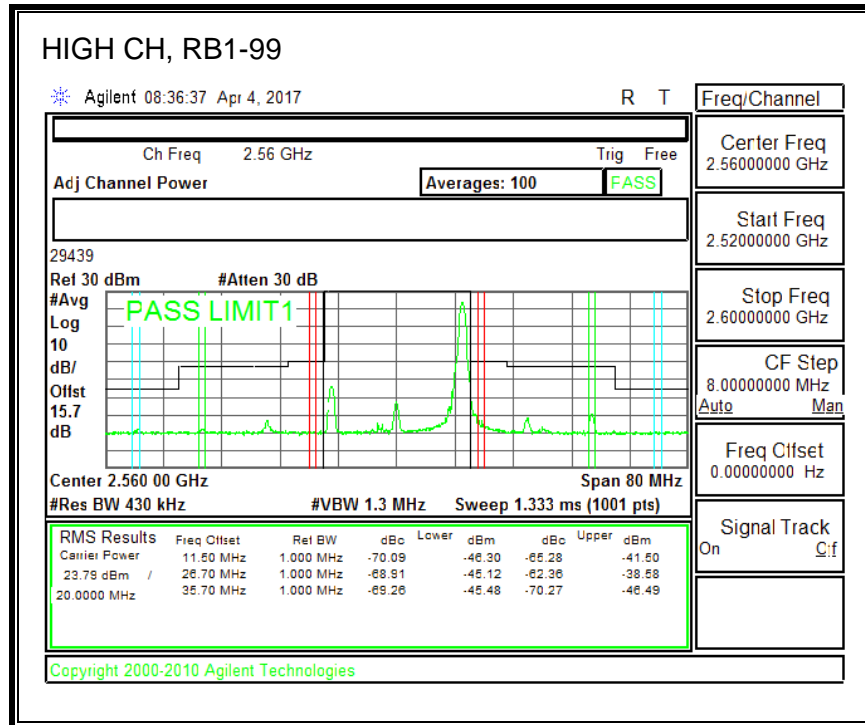 HIGH CH, RB1-99
Agilent 08:36:37 Apr 4, 2017 R T
Freq/Channel
Ch Freq 2.56 GHz Trig Free
Adj Channel Power Averages: 100 PASS
Center Freq
2.56000000 GHz
Start Freq
2.52000000 GHz
Stop Freq
2.60000000 GHz
CF Step
8.00000000 MHz
Auto Man
Freq Offset
0.00000000 Hz
Signal Track
On Off
29439
Ref 30 dBm #Atten 30 dB
#Avg
Log
10
dB/
Offst
15.7
dB
PASS LIMIT1
Center 2.560 00 GHz Span 80 MHz
#Res BW 430 kHz #VBW 1.3 MHz Sweep 1.333 ms (1001 pts)
RMS Results Freq Offset Ref BW dBc Lower dBm dBc Upper dBm
Carrier Power 11.50 MHz 1.000 MHz -70.09 -46.30 -65.28 -41.50
23.79 dBm / 26.70 MHz 1.000 MHz -68.91 -45.12 -62.36 -38.58
20.0000 MHz 35.70 MHz 1.000 MHz -69.26 -45.48 -70.27 -46.49
Copyright 2000-2010 Agilent Technologies